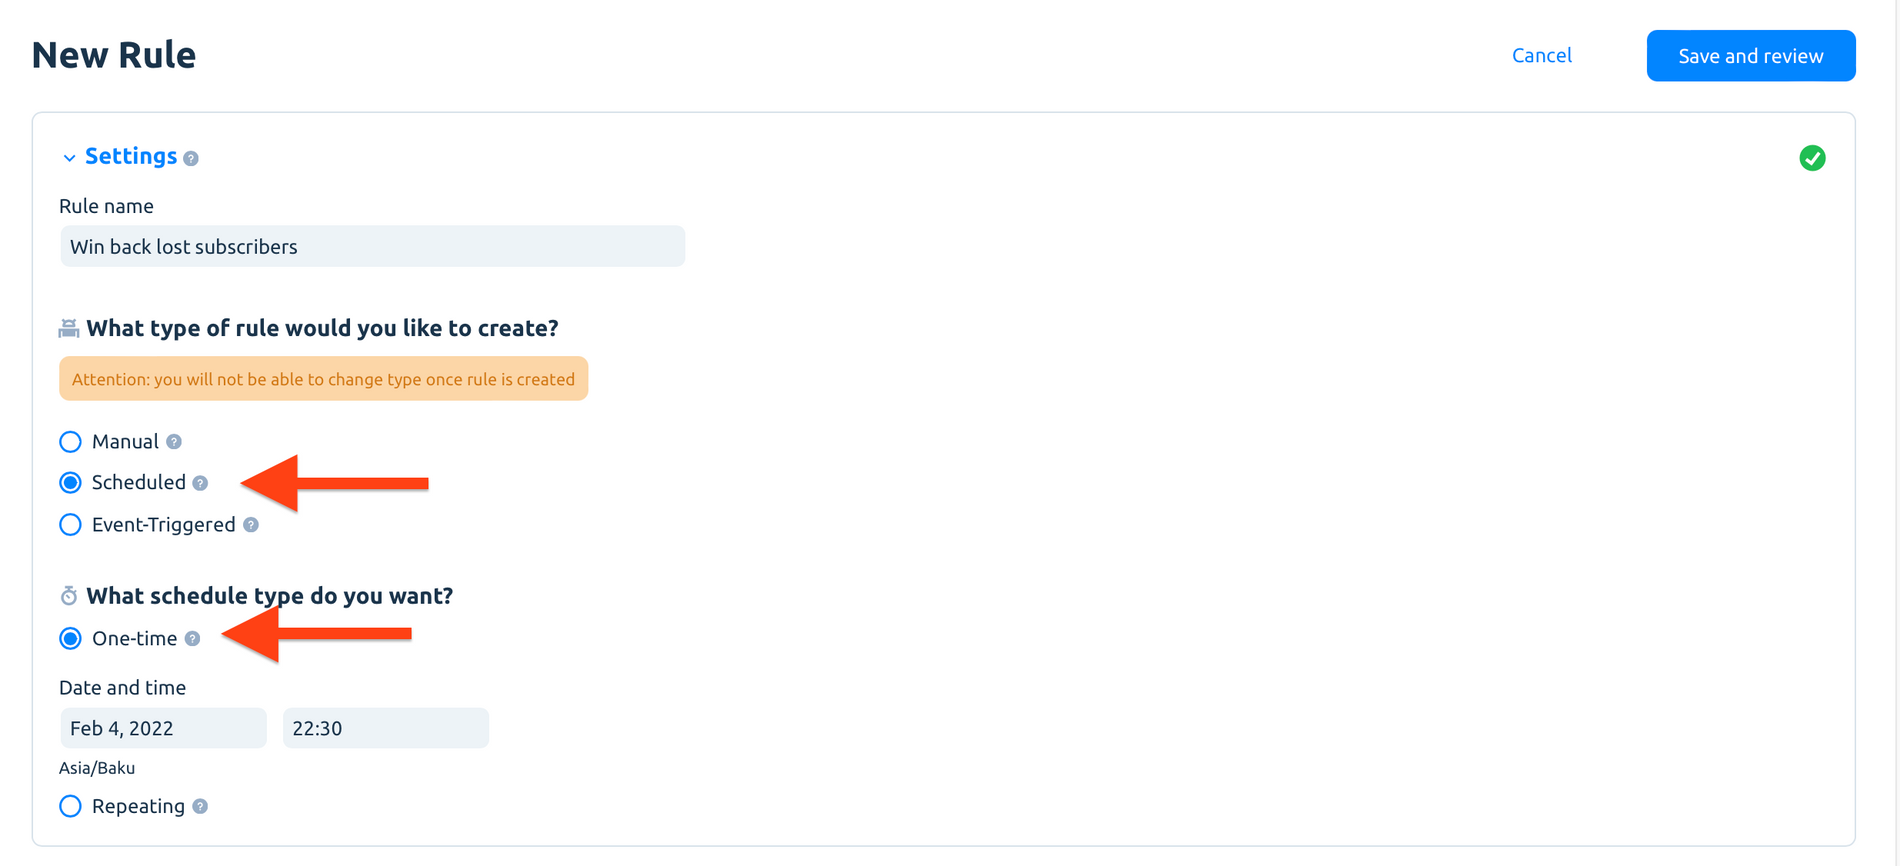 New Rule
Cancel
Save and review
Settings ?
Rule name
Win back lost subscribers
What type of rule would you like to create?
Attention: you will not be able to change type once rule is created
Manual ?
Scheduled ?
Event-Triggered ?
What schedule type do you want?
One-time ?
Date and time
Feb 4, 2022
22:30
Asia/Baku
Repeating ?